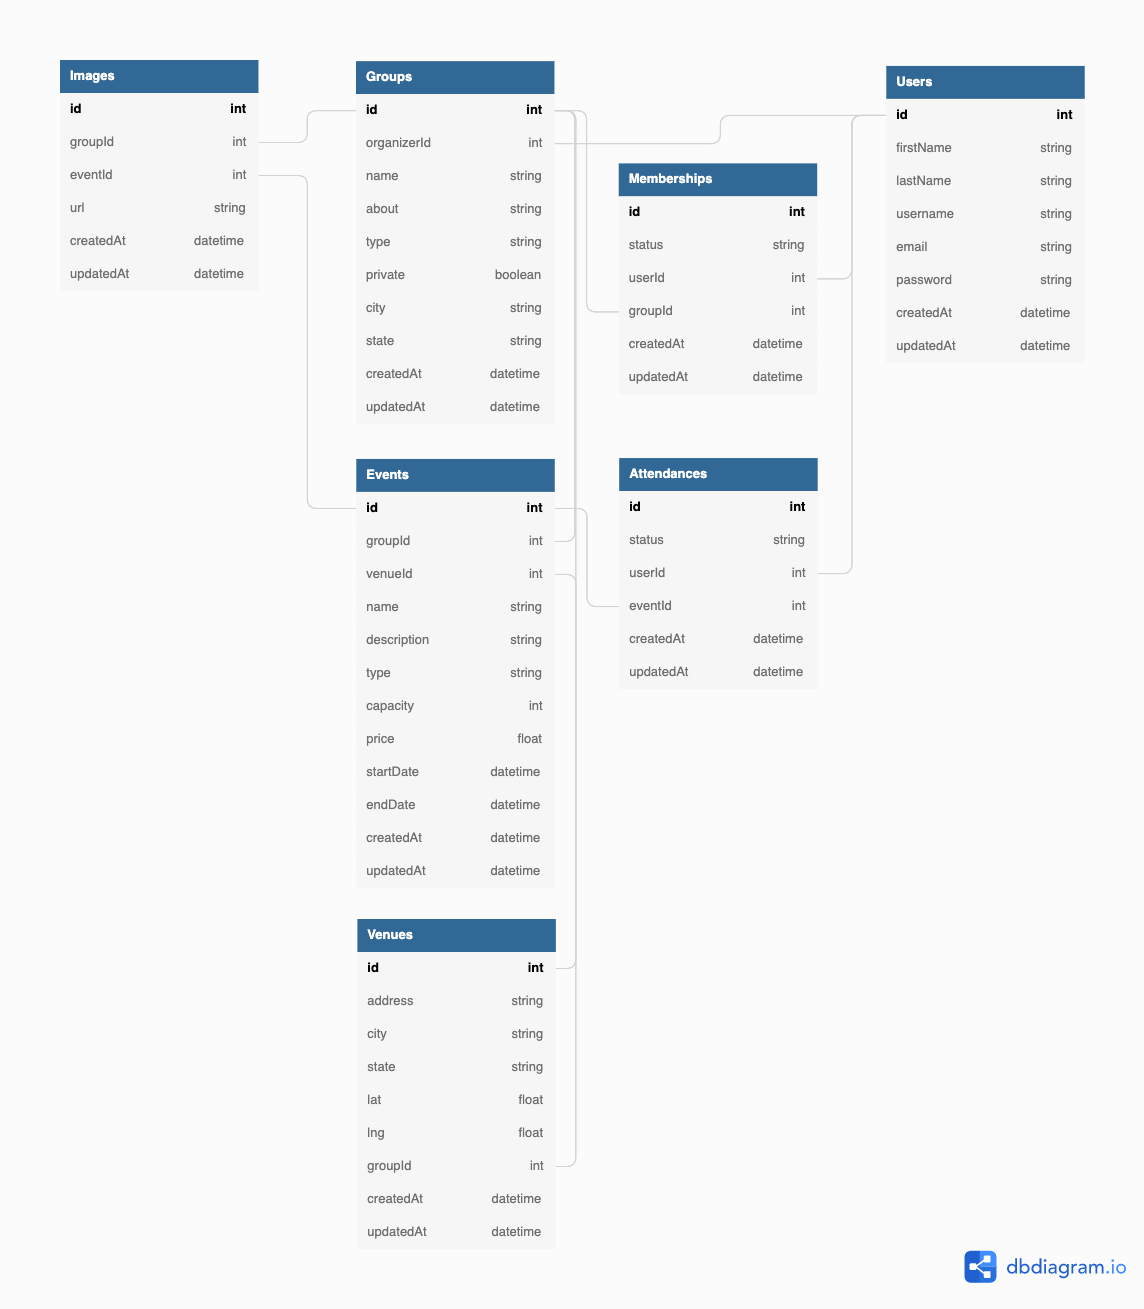 Images
id int
groupId int
eventId int
url string
createdAt datetime
updatedAt datetime
Groups
id int
organizerId int
name string
about string
type string
private boolean
city string
state string
createdAt datetime
updatedAt datetime
Memberships
id int
status string
userId int
groupId int
createdAt datetime
updatedAt datetime
Users
id int
firstName string
lastName string
username string
email string
password string
createdAt datetime
updatedAt datetime
Events
id int
groupId int
venueId int
name string
description string
type string
capacity int
price float
startDate datetime
endDate datetime
createdAt datetime
updatedAt datetime
Attendances
id int
status string
userId int
eventId int
createdAt datetime
updatedAt datetime
Venues
id int
address string
city string
state string
lat float
lng float
groupId int
createdAt datetime
updatedAt datetime
dbdiagram.io